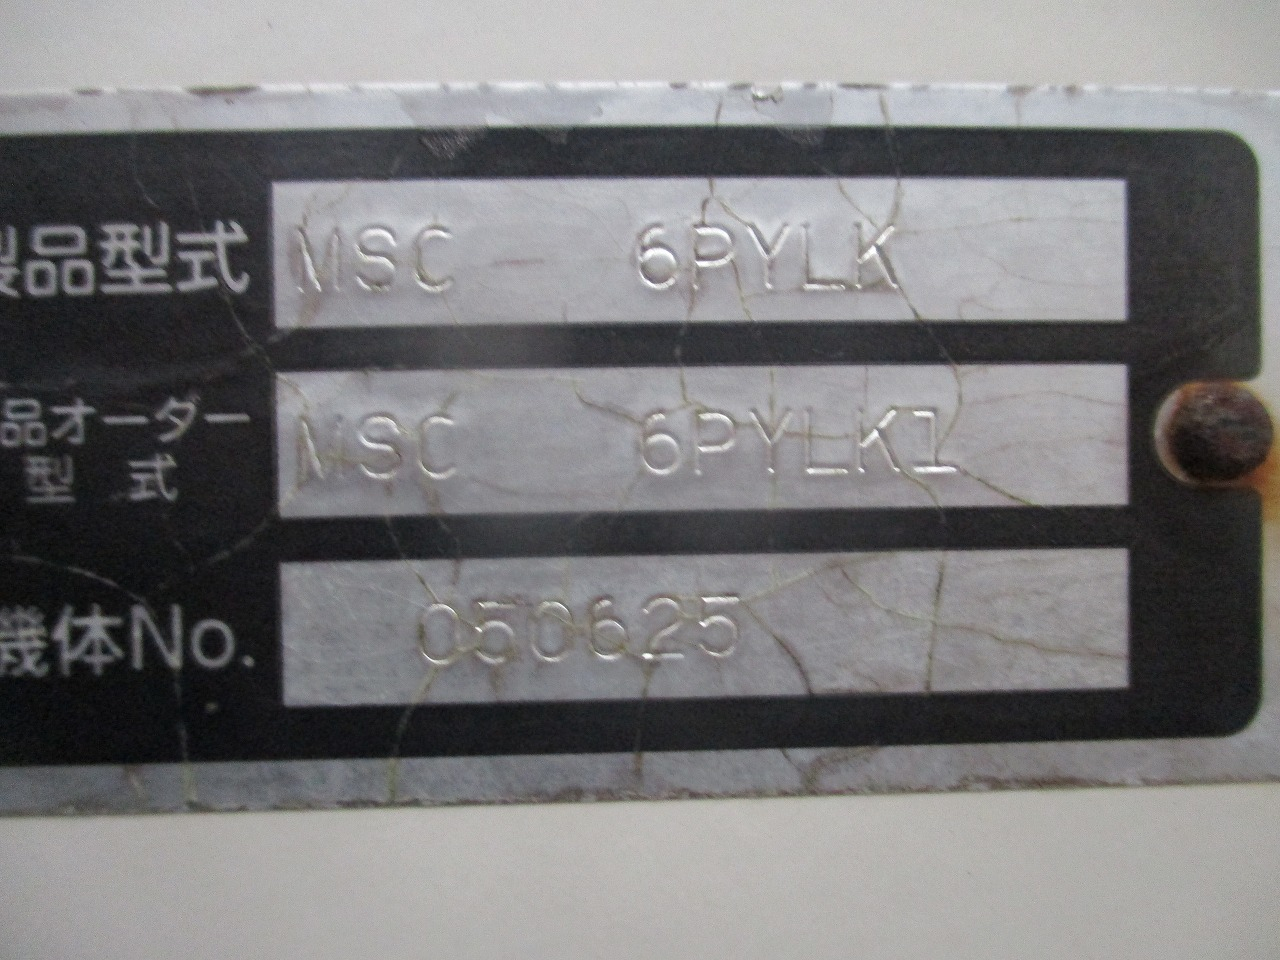 製品型式 MSC 6PYLK
品オーダー型式 MSC 6PYLK1
機体No. 050625